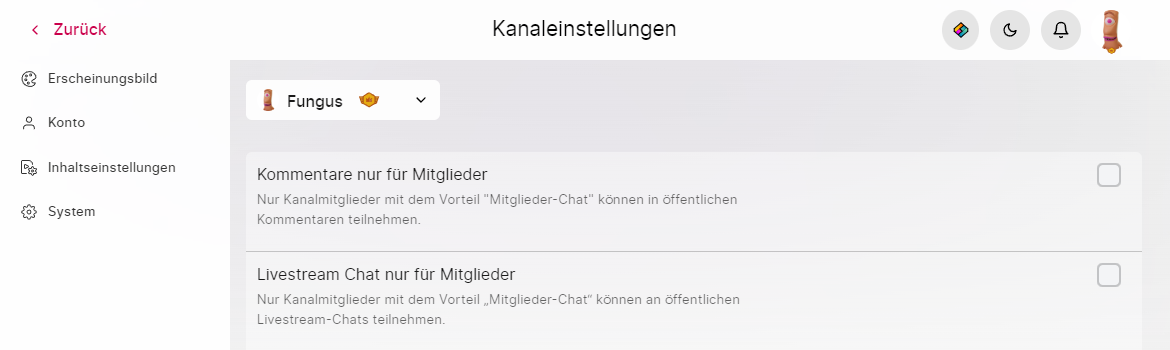 Zurück
Kanaleinstellungen
Erscheinungsbild
Konto
Inhaltseinstellungen
System
Fungus
Kommentare nur für Mitglieder
Nur Kanalmitglieder mit dem Vorteil "Mitglieder-Chat" können in öffentlichen
Kommentaren teilnehmen.
Livestream Chat nur für Mitglieder
Nur Kanalmitglieder mit dem Vorteil „Mitglieder-Chat“ können an öffentlichen
Livestream-Chats teilnehmen.